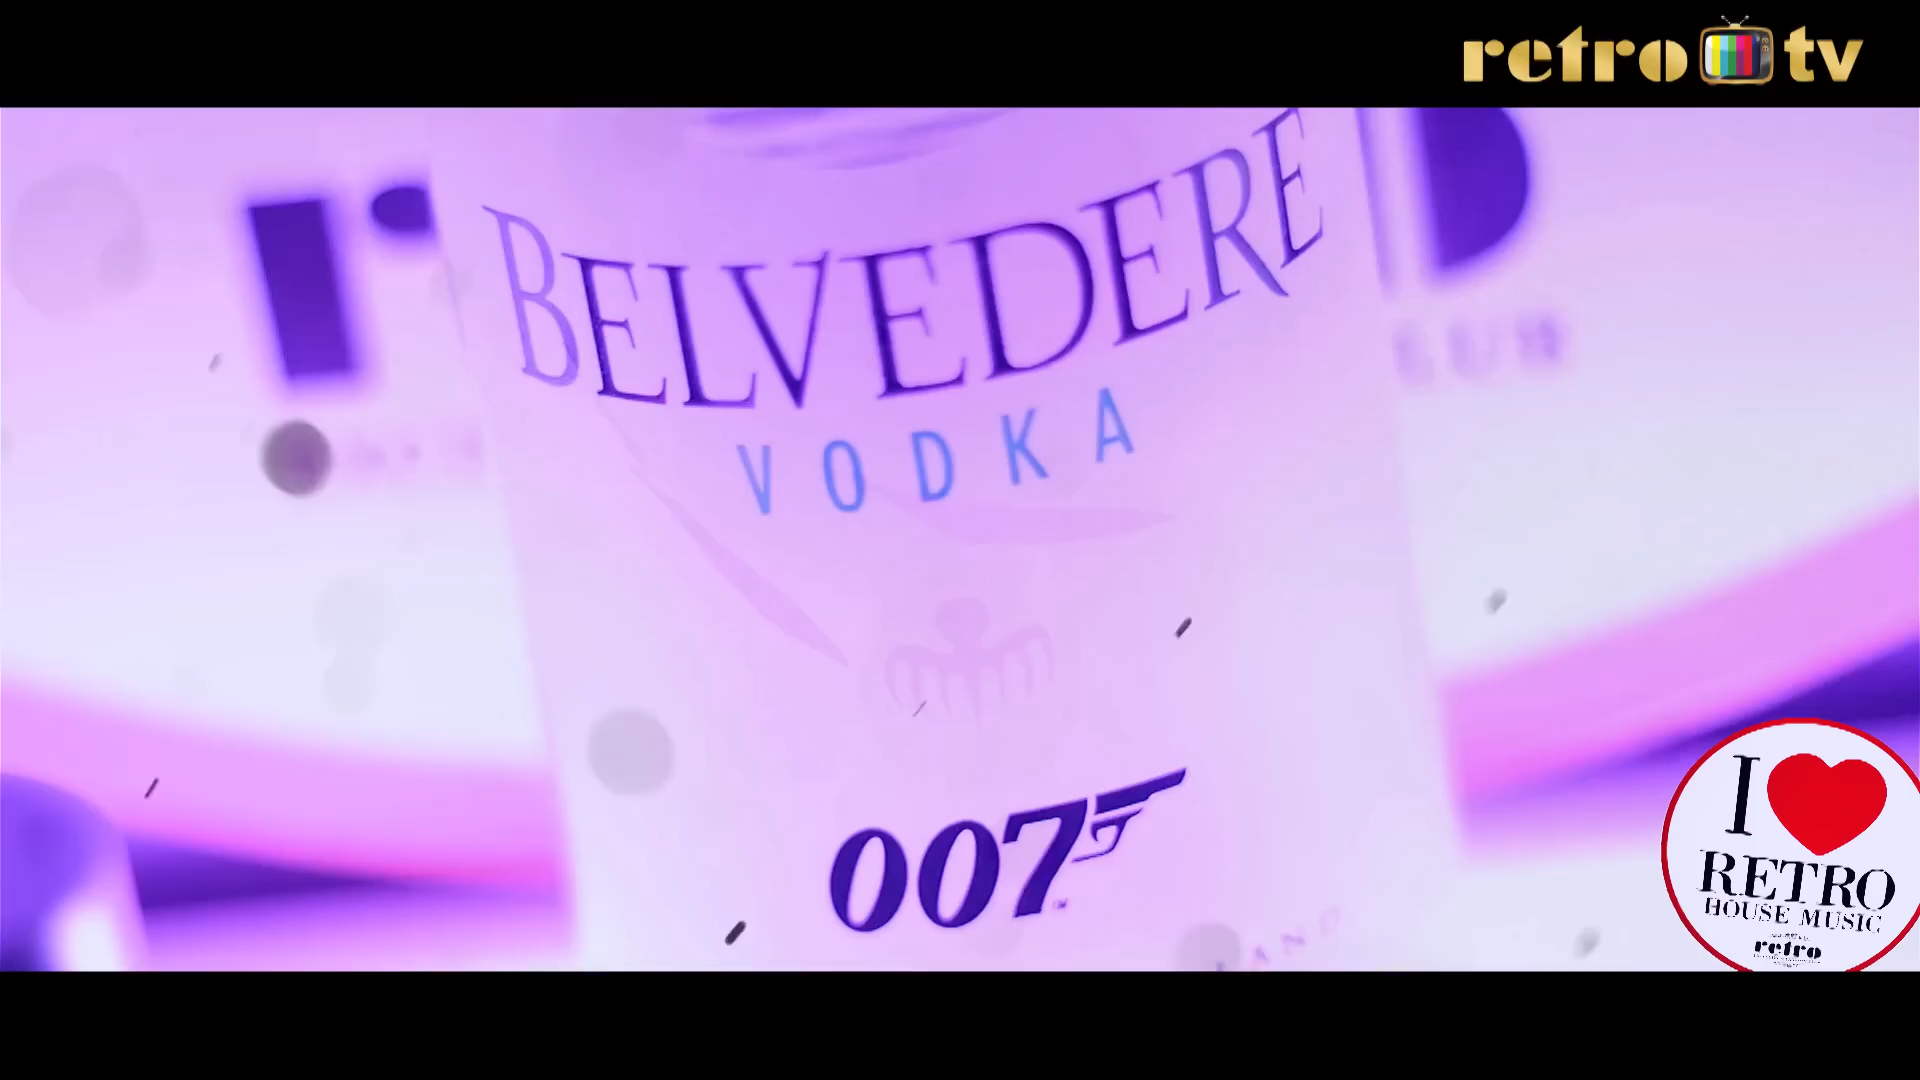 retro tv
BELVEDERE
VODKA
007
I
RETRO
HOUSE MUSIC
retro